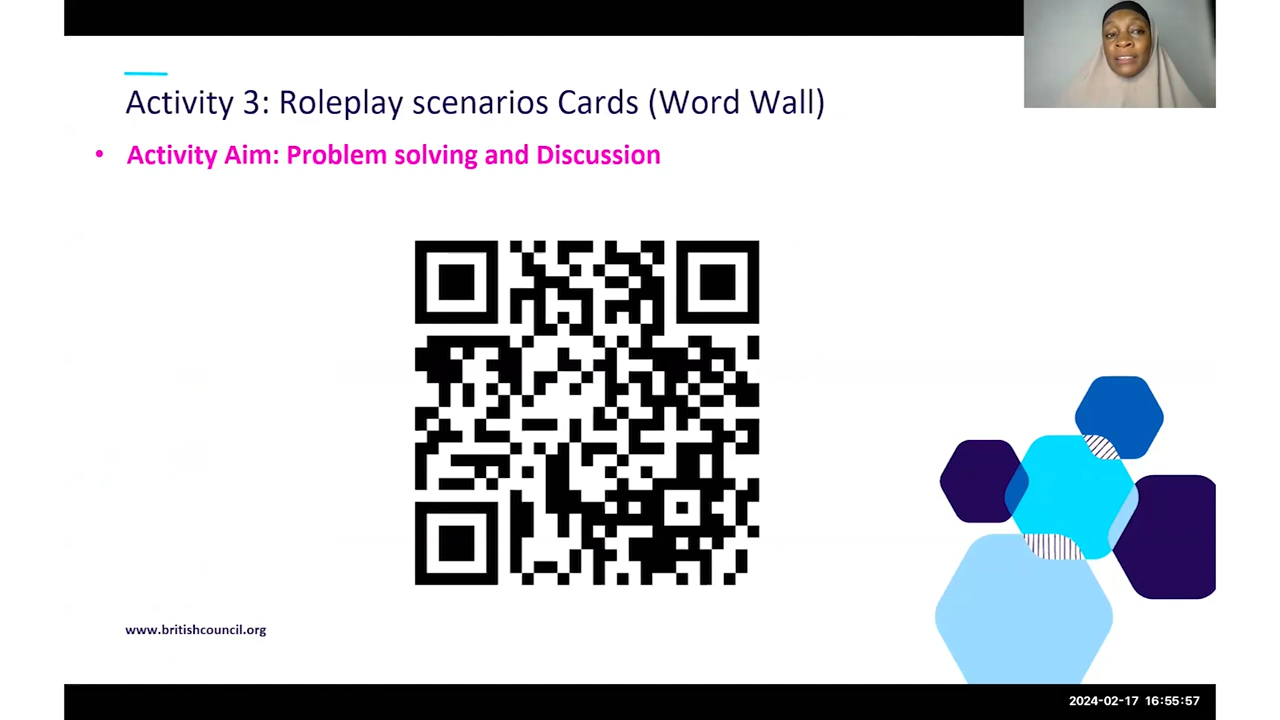 Activity 3: Roleplay scenarios Cards (Word Wall)
• Activity Aim: Problem solving and Discussion
www.britishcouncil.org
2024-02-17 16:55:57